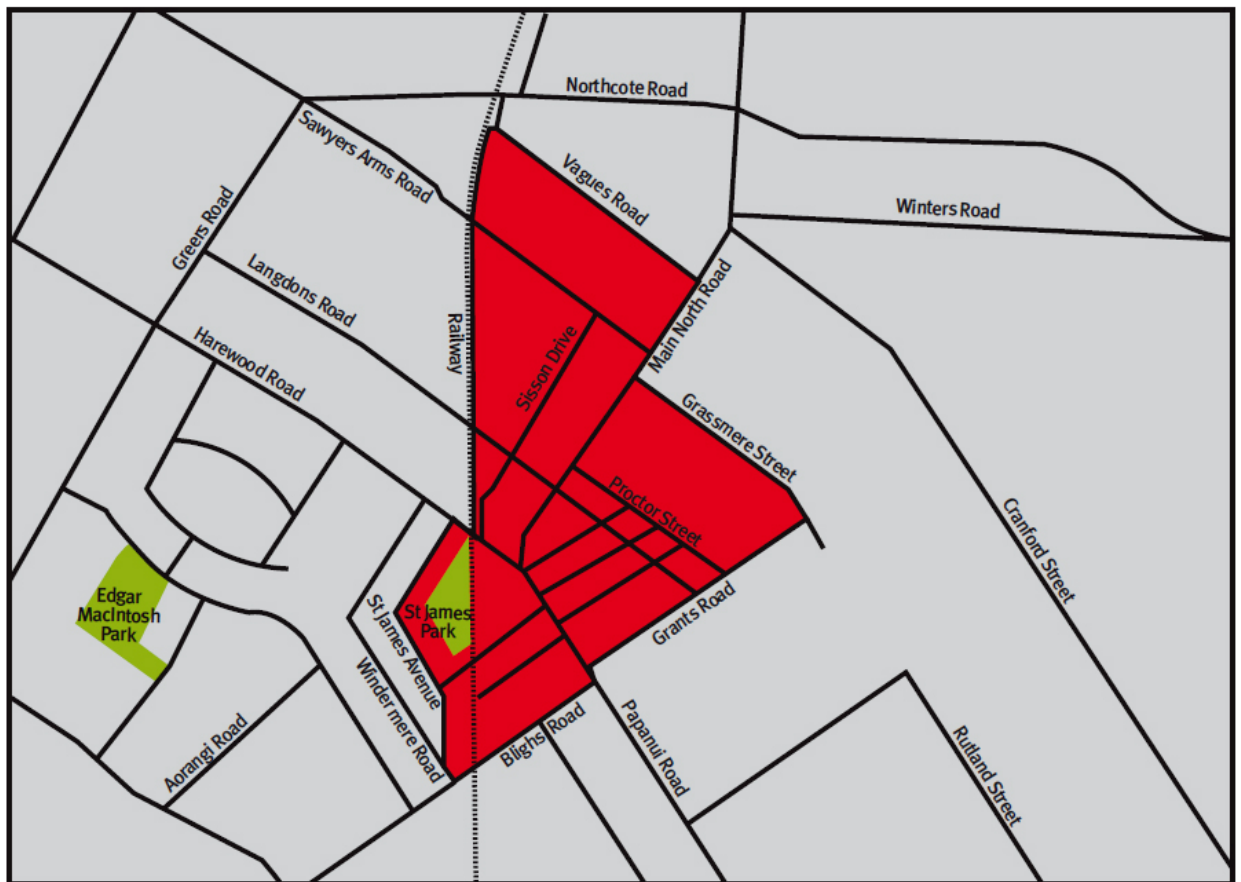 Northcote Road
Sawyers Arms Road
Vagues Road
Winters Road
Greers Road
Langdons Road
Main North Road
Railway
Harewood Road
Sisson Drive
Grassmere Street
Proctor Street
Cranford Street
Edgar
MacIntosh
Park
St James
Park
St James Avenue
Grants Road
Winder mere Road
Papanui Road
Blighs Road
Aorangi Road
Rutland Street